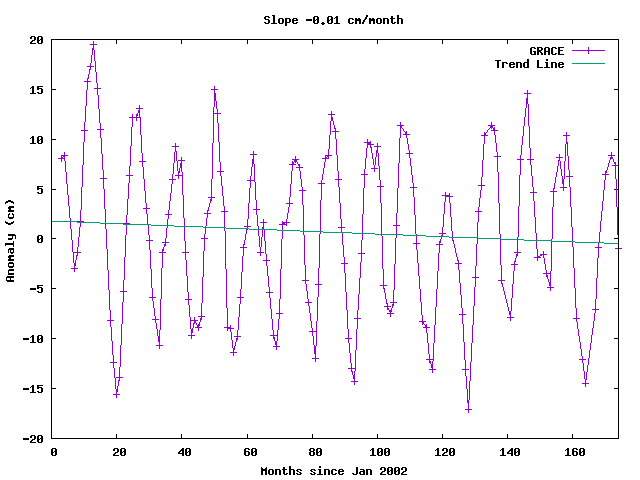 Slope -0.01 cm/month
20
15
10
5
0
-5
-10
-15
-20
Anomaly (cm)
GRACE
Trend Line
0 20 40 60 80 100 120 140 160
Months since Jan 2002